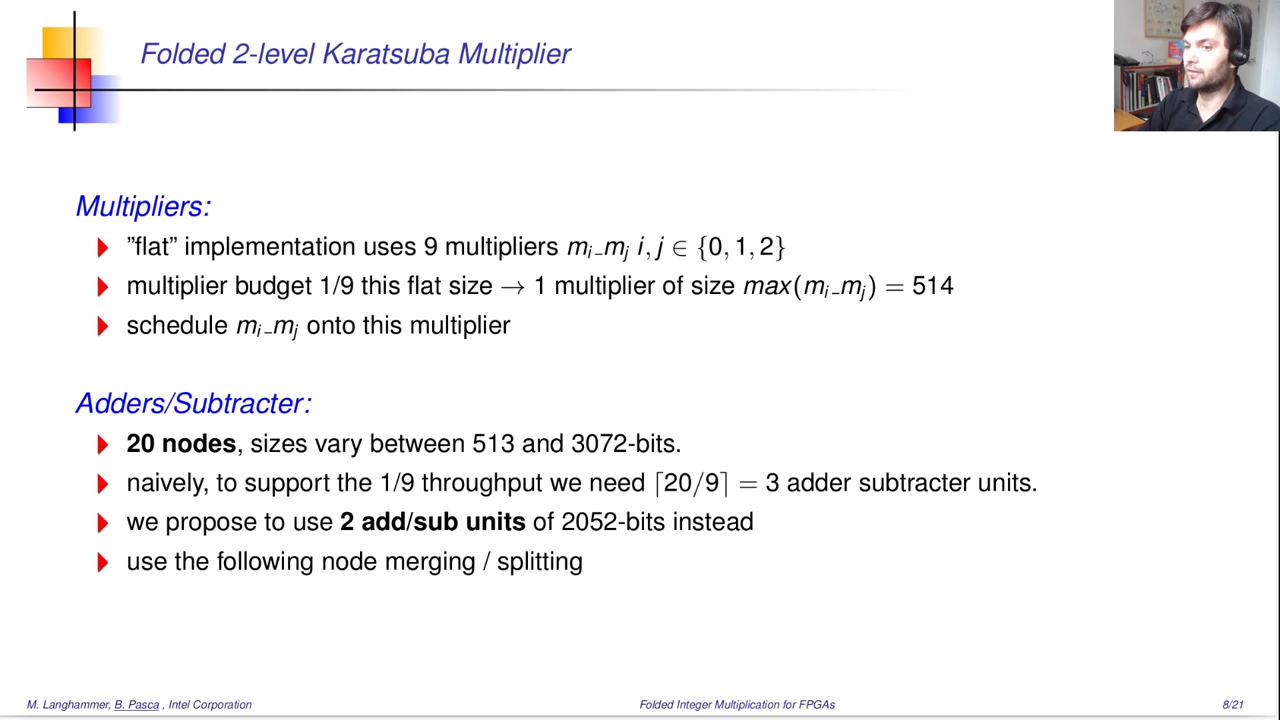 Folded 2-level Karatsuba Multiplier
Multipliers:
”flat” implementation uses 9 multipliers m_i_m_j i, j ∈ {0, 1, 2}
multiplier budget 1/9 this flat size → 1 multiplier of size max(m_i_m_j) = 514
schedule m_i_m_j onto this multiplier
Adders/Subtracter:
20 nodes, sizes vary between 513 and 3072-bits.
naively, to support the 1/9 throughput we need ⌈20/9⌉ = 3 adder subtracter units.
we propose to use 2 add/sub units of 2052-bits instead
use the following node merging / splitting
M. Langhammer, B. Pasca , Intel Corporation
Folded Integer Multiplication for FPGAs
8/21